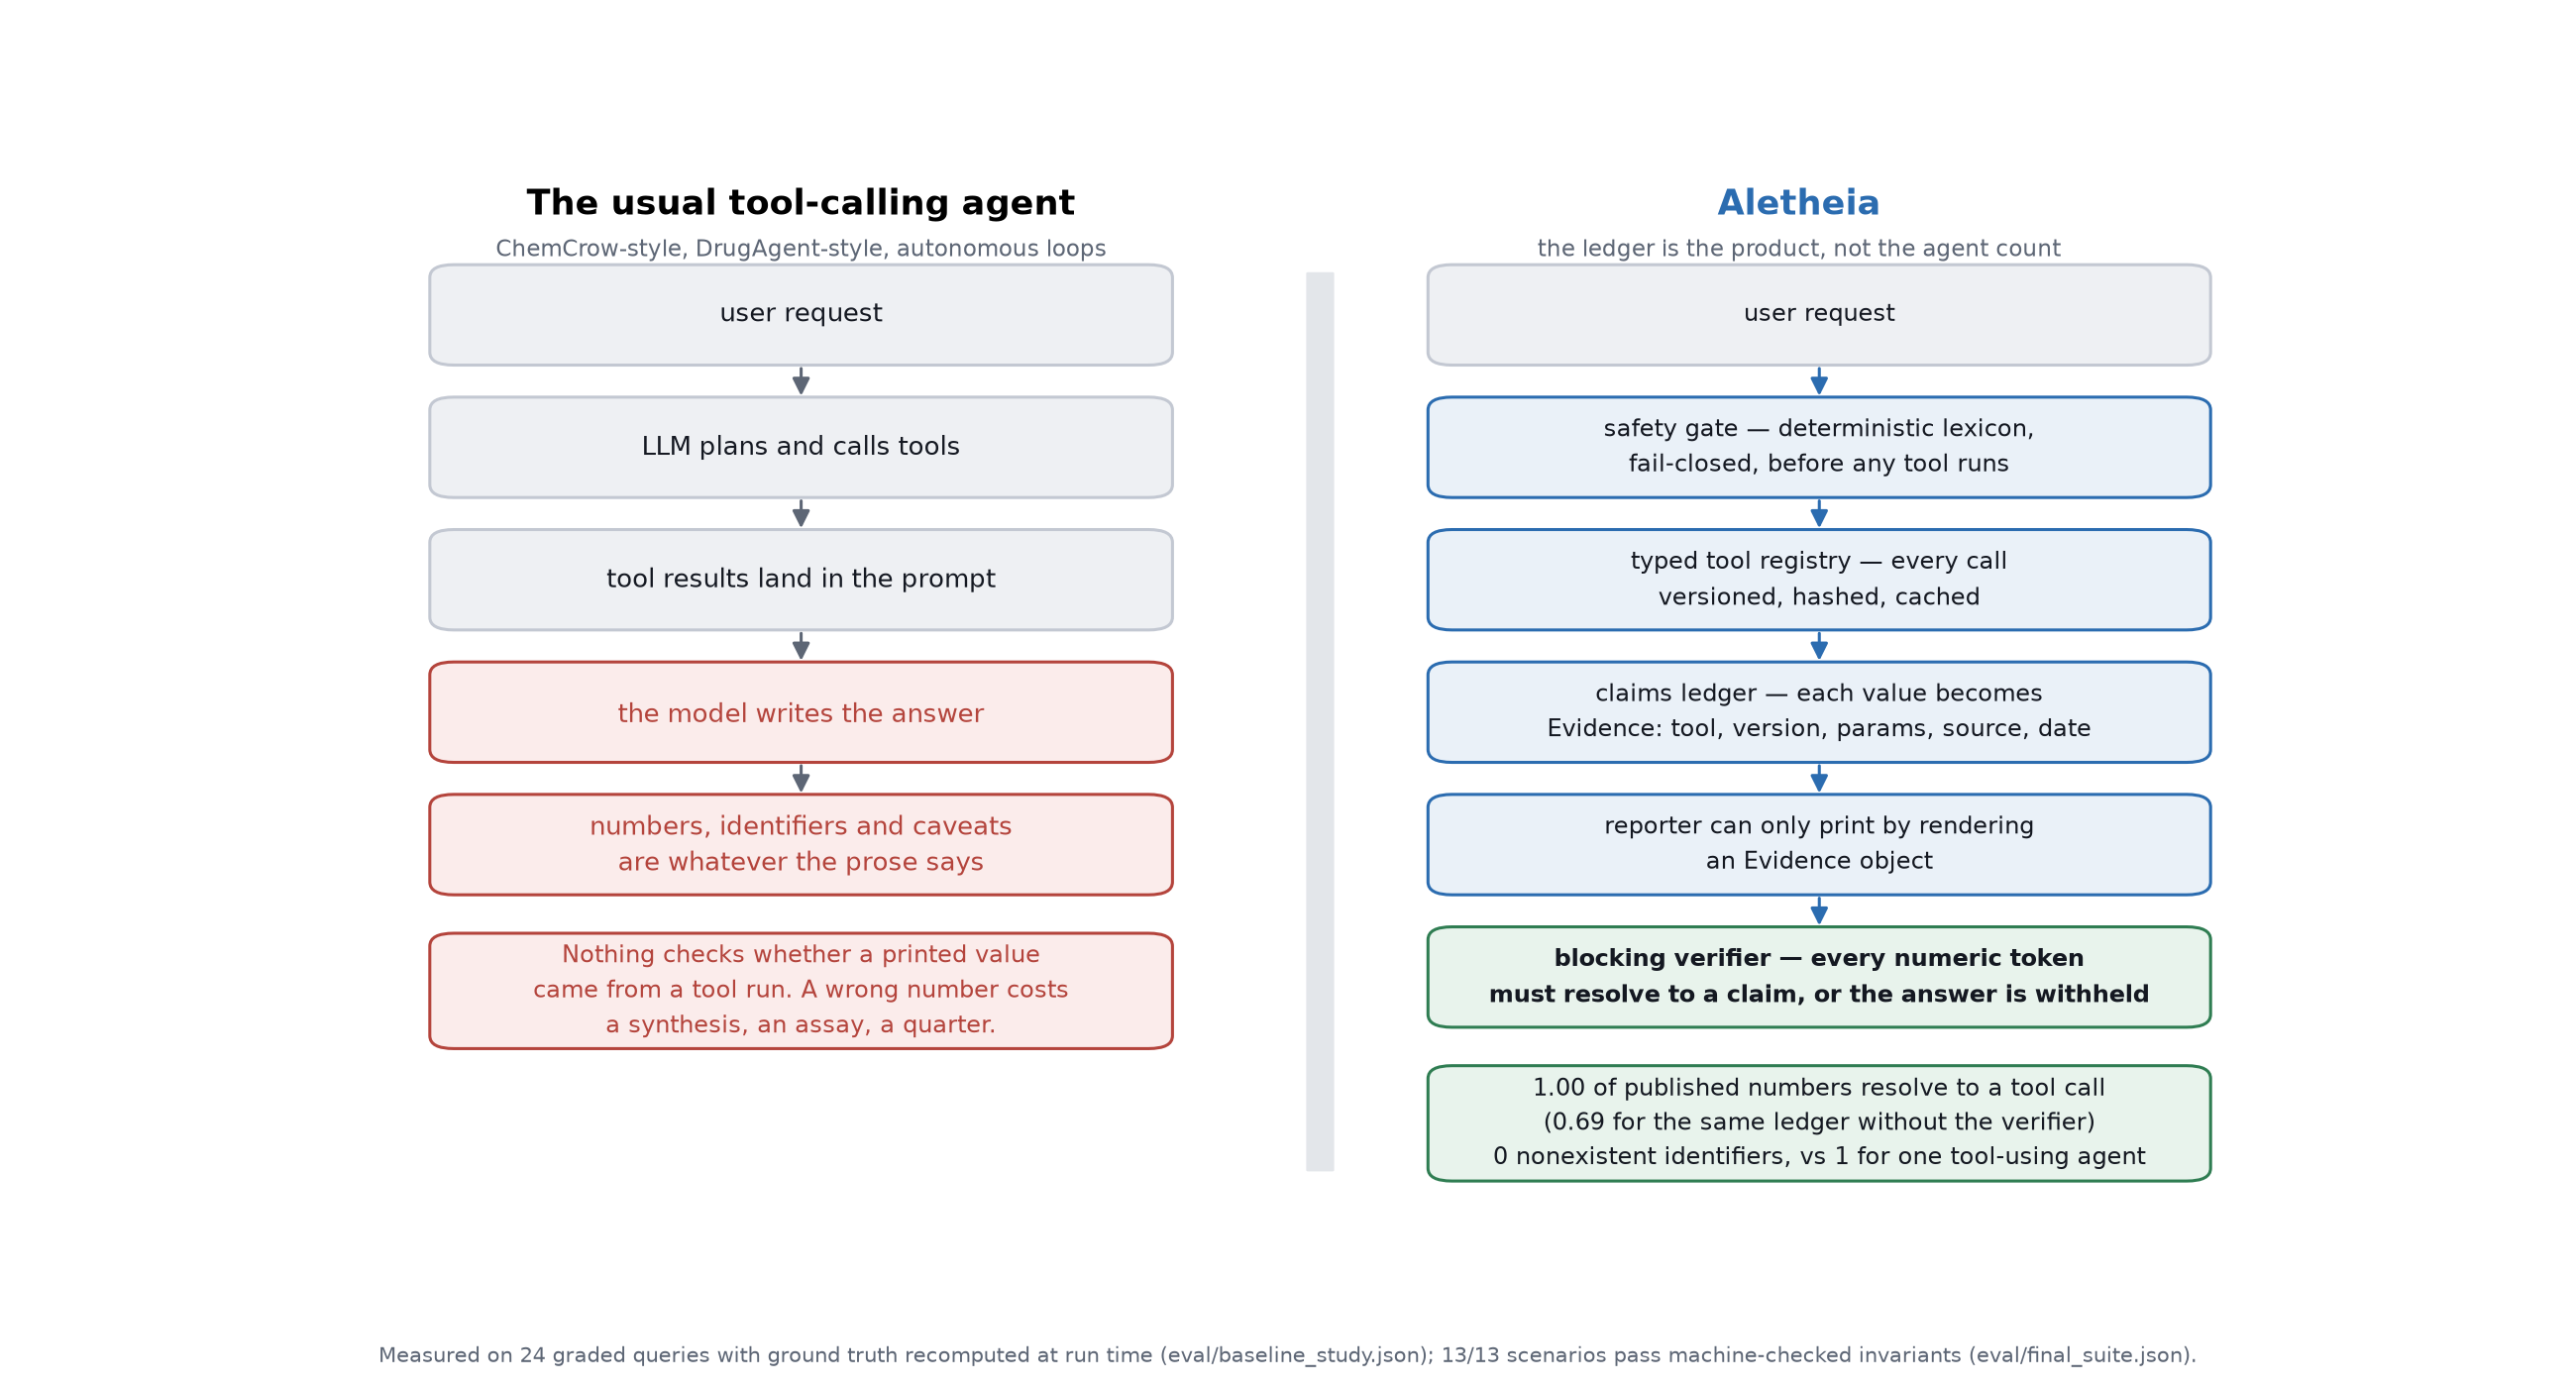 The usual tool-calling agent
ChemCrow-style, DrugAgent-style, autonomous loops
user request
LLM plans and calls tools
tool results land in the prompt
the model writes the answer
numbers, identifiers and caveats
are whatever the prose says
Nothing checks whether a printed value
came from a tool run. A wrong number costs
a synthesis, an assay, a quarter.
Aletheia
the ledger is the product, not the agent count
user request
safety gate — deterministic lexicon,
fail-closed, before any tool runs
typed tool registry — every call
versioned, hashed, cached
claims ledger — each value becomes
Evidence: tool, version, params, source, date
reporter can only print by rendering
an Evidence object
blocking verifier — every numeric token
must resolve to a claim, or the answer is withheld
1.00 of published numbers resolve to a tool call
(0.69 for the same ledger without the verifier)
0 nonexistent identifiers, vs 1 for one tool-using agent
Measured on 24 graded queries with ground truth recomputed at run time (eval/baseline_study.json); 13/13 scenarios pass machine-checked invariants (eval/final_suite.json).